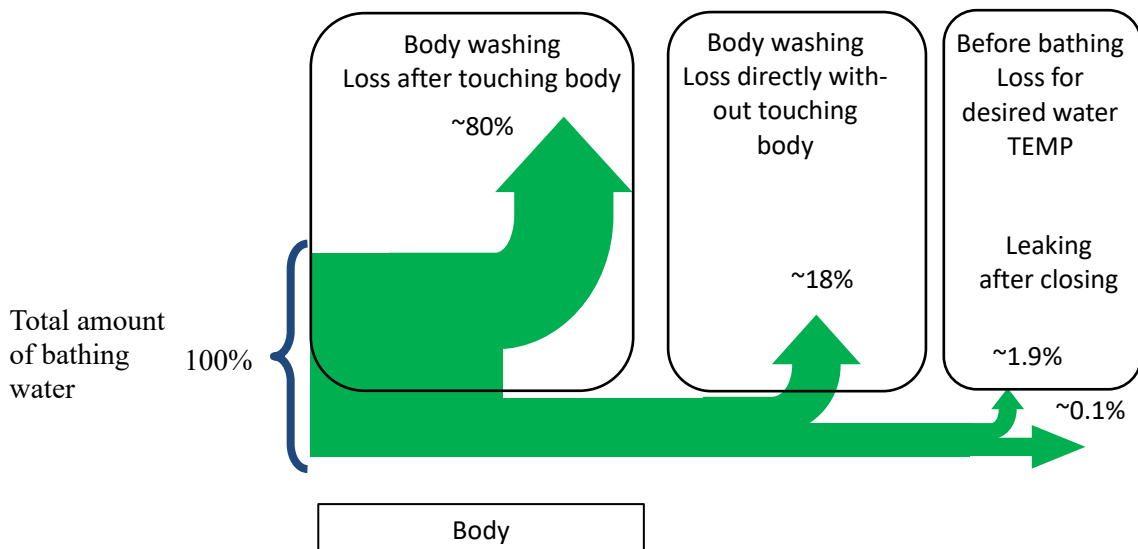 Body washing
Loss after touching body
~80%
Body washing
Loss directly with-
out touching
body
~18%
Before bathing
Loss for
desired water
TEMP
Leaking
after closing
~1.9%
~0.1%
Total amount
of bathing
water
100%
Body